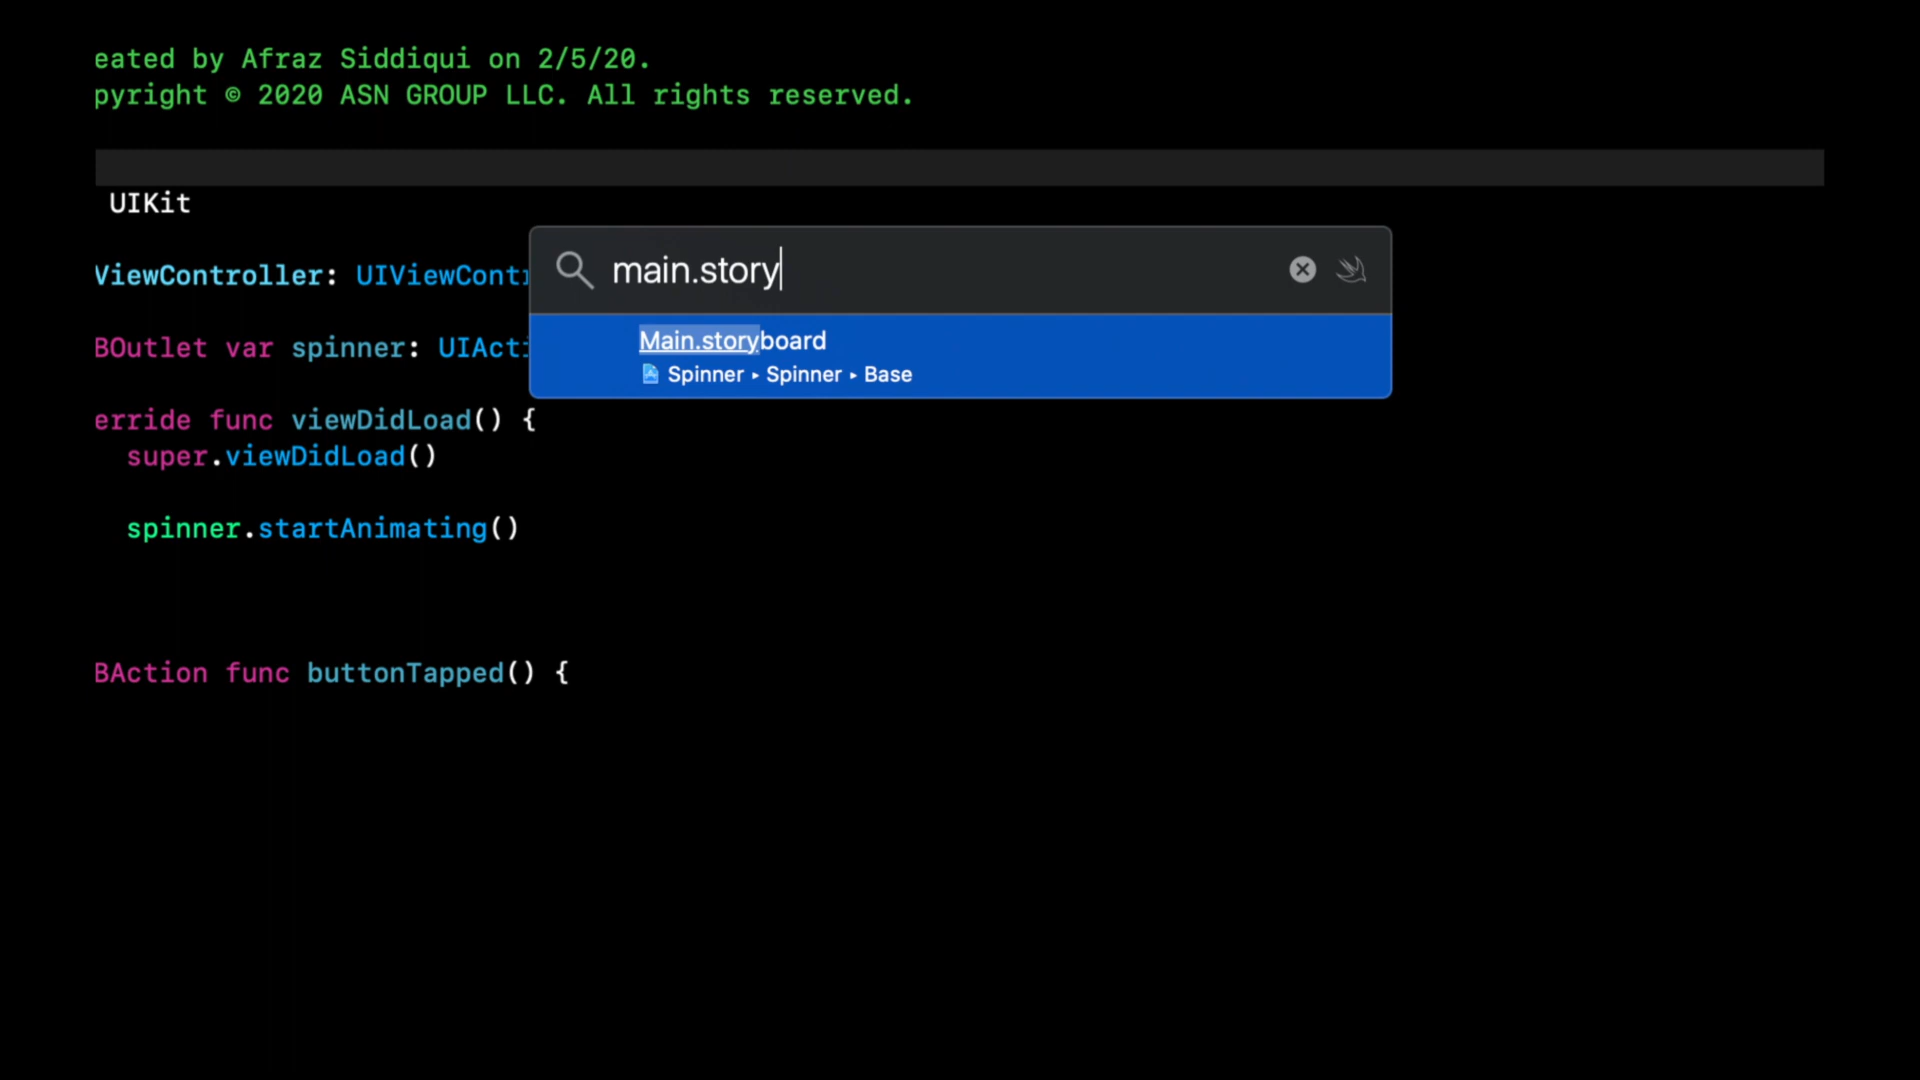 eated by Afraz Siddiqui on 2/5/20.
pyright © 2020 ASN GROUP LLC. All rights reserved.
UIKit
main.story
ViewController: UIViewCont
Main.storyboard
BOutlet var spinner: UIActi
Spinner ▸ Spinner ▸ Base
erride func viewDidLoad() {
super.viewDidLoad()
spinner.startAnimating()
BAction func buttonTapped() {